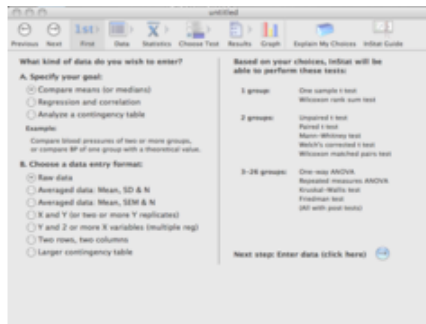 untitled
Previous Next First Data Statistics Choose Test Results Graph Explain My Choices InStat Guide
What kind of data do you wish to enter?
A. Specify your goal:
Compare means (or medians)
Regression and correlation
Analyze a contingency table
Example:
Compare blood pressures of two or more groups,
or compare BP of one group with a theoretical value.
B. Choose a data entry format:
Raw data
Averaged data: Mean, SD & N
Averaged data: Mean, SEM & N
X and Y (or two or more Y replicates)
Y and 2 or more X variables (multiple reg)
Two rows, two columns
Larger contingency table
Based on your choices, InStat will be
able to perform these tests:
1 group: One sample t test
Wilcoxon rank sum test
2 groups: Unpaired t test
Paired t test
Mann-Whitney test
Welch's corrected t test
Wilcoxon matched pairs test
3-26 groups: One-way ANOVA
Repeated measures ANOVA
Kruskal-Wallis test
Friedman test
(All with post tests)
Next step: Enter data (click here)